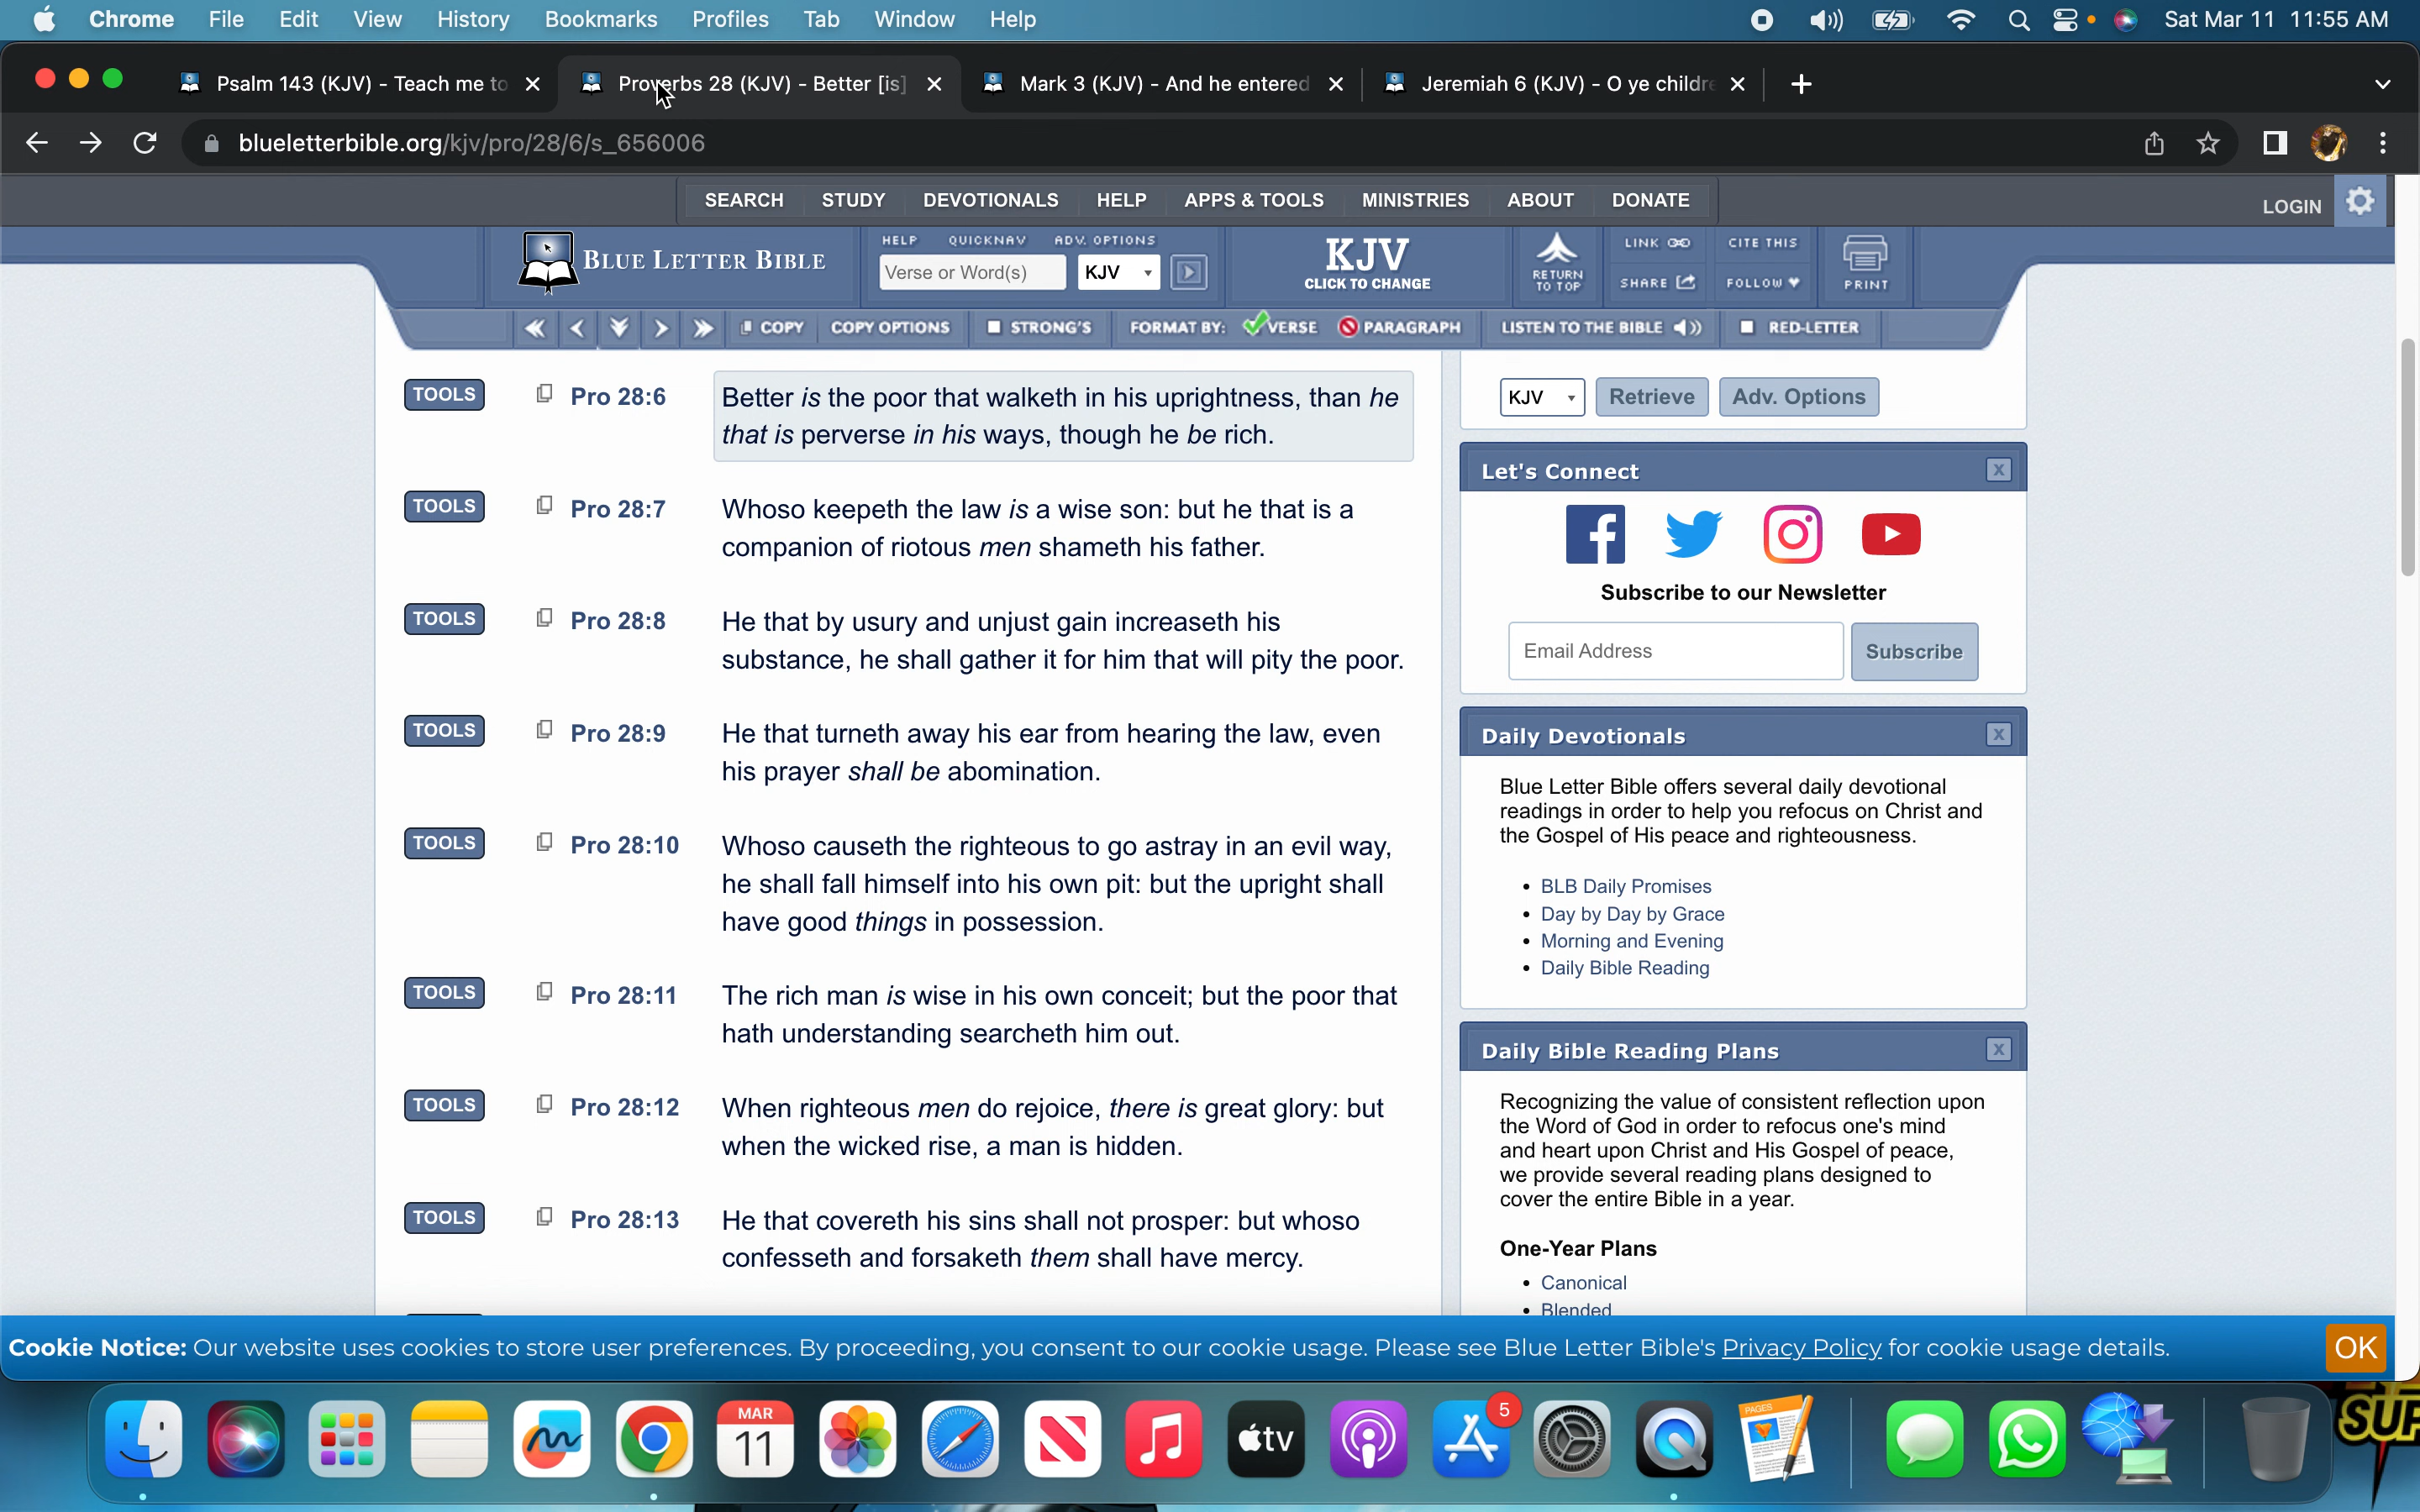 Chrome File Edit View History Bookmarks Profiles Tab Window Help Sat Mar 11 11:55 AM
Psalm 143 (KJV) - Teach me to Proverbs 28 (KJV) - Better [is] Mark 3 (KJV) - And he entered Jeremiah 6 (KJV) - O ye childre
blueletterbible.org/kjv/pro/28/6/s_656006
SEARCH STUDY DEVOTIONALS HELP APPS & TOOLS MINISTRIES ABOUT DONATE LOGIN
BLUE LETTER BIBLE
HELP QUICKNAV ADV. OPTIONS
Verse or Word(s) KJV
KJV
CLICK TO CHANGE
RETURN
TO TOP
LINK CITE THIS
SHARE FOLLOW
PRINT
COPY COPY OPTIONS STRONG'S FORMAT BY: VERSE PARAGRAPH LISTEN TO THE BIBLE RED-LETTER
TOOLS Pro 28:6 Better is the poor that walketh in his uprightness, than he
that is perverse in his ways, though he be rich.
TOOLS Pro 28:7 Whoso keepeth the law is a wise son: but he that is a
companion of riotous men shameth his father.
TOOLS Pro 28:8 He that by usury and unjust gain increaseth his
substance, he shall gather it for him that will pity the poor.
TOOLS Pro 28:9 He that turneth away his ear from hearing the law, even
his prayer shall be abomination.
TOOLS Pro 28:10 Whoso causeth the righteous to go astray in an evil way,
he shall fall himself into his own pit: but the upright shall
have good things in possession.
TOOLS Pro 28:11 The rich man is wise in his own conceit; but the poor that
hath understanding searcheth him out.
TOOLS Pro 28:12 When righteous men do rejoice, there is great glory: but
when the wicked rise, a man is hidden.
TOOLS Pro 28:13 He that covereth his sins shall not prosper: but whoso
confesseth and forsaketh them shall have mercy.
KJV Retrieve Adv. Options
Let's Connect x
Subscribe to our Newsletter
Email Address Subscribe
Daily Devotionals x
Blue Letter Bible offers several daily devotional
readings in order to help you refocus on Christ and
the Gospel of His peace and righteousness.
• BLB Daily Promises
• Day by Day by Grace
• Morning and Evening
• Daily Bible Reading
Daily Bible Reading Plans x
Recognizing the value of consistent reflection upon
the Word of God in order to refocus one's mind
and heart upon Christ and His Gospel of peace,
we provide several reading plans designed to
cover the entire Bible in a year.
One-Year Plans
• Canonical
• Blended
Cookie Notice: Our website uses cookies to store user preferences. By proceeding, you consent to our cookie usage. Please see Blue Letter Bible's Privacy Policy for cookie usage details. OK
MAR
11
tv
5
PAGES
SUP